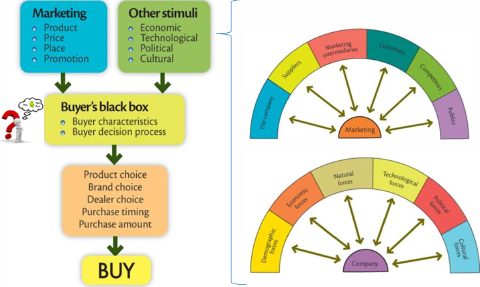 Marketing
Product
Price
Place
Promotion
Other stimuli
Economic
Technological
Political
Cultural
Buyer's black box
Buyer characteristics
Buyer decision process
Product choice
Brand choice
Dealer choice
Purchase timing
Purchase amount
BUY
The company
Suppliers
Marketing
intermediaries
Customers
Competitors
Publics
Marketing
Demographic
forces
Economic
forces
Natural
forces
Technological
forces
Political
forces
Cultural
forces
Company